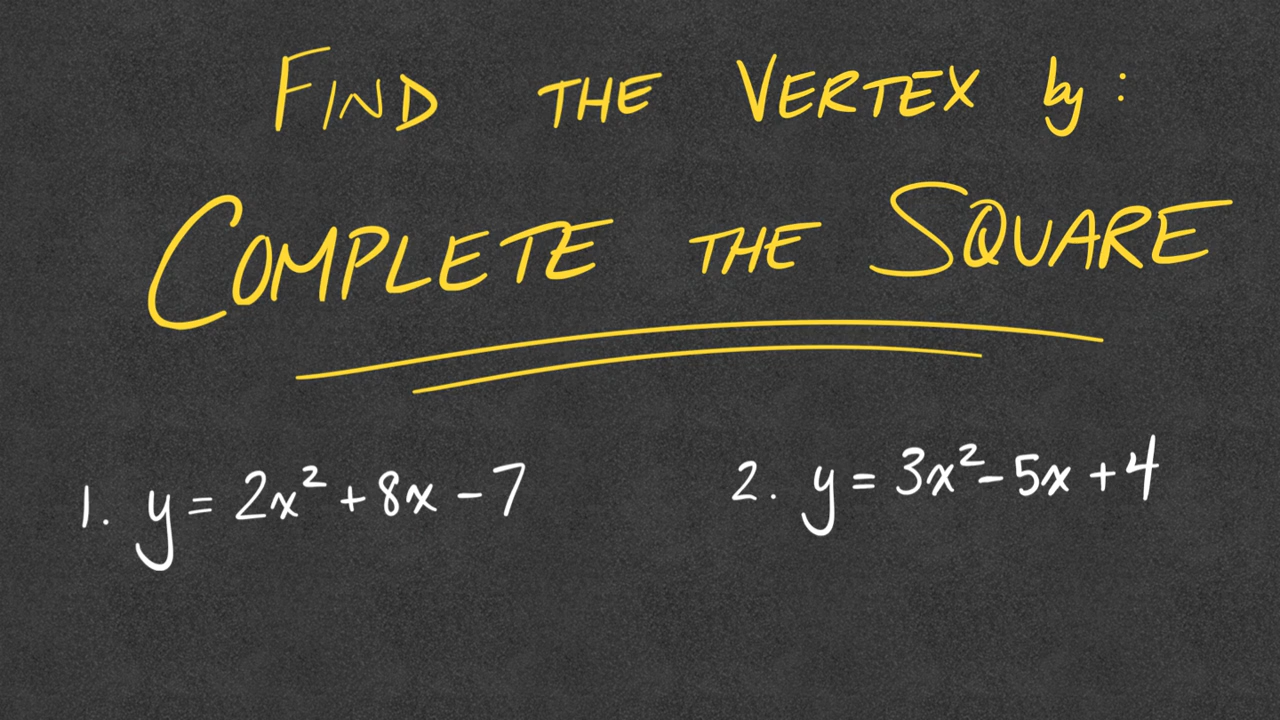 FIND THE VERTEX by:
COMPLETE THE SQUARE
1. y = 2x² + 8x - 7
2. y = 3x² - 5x + 4